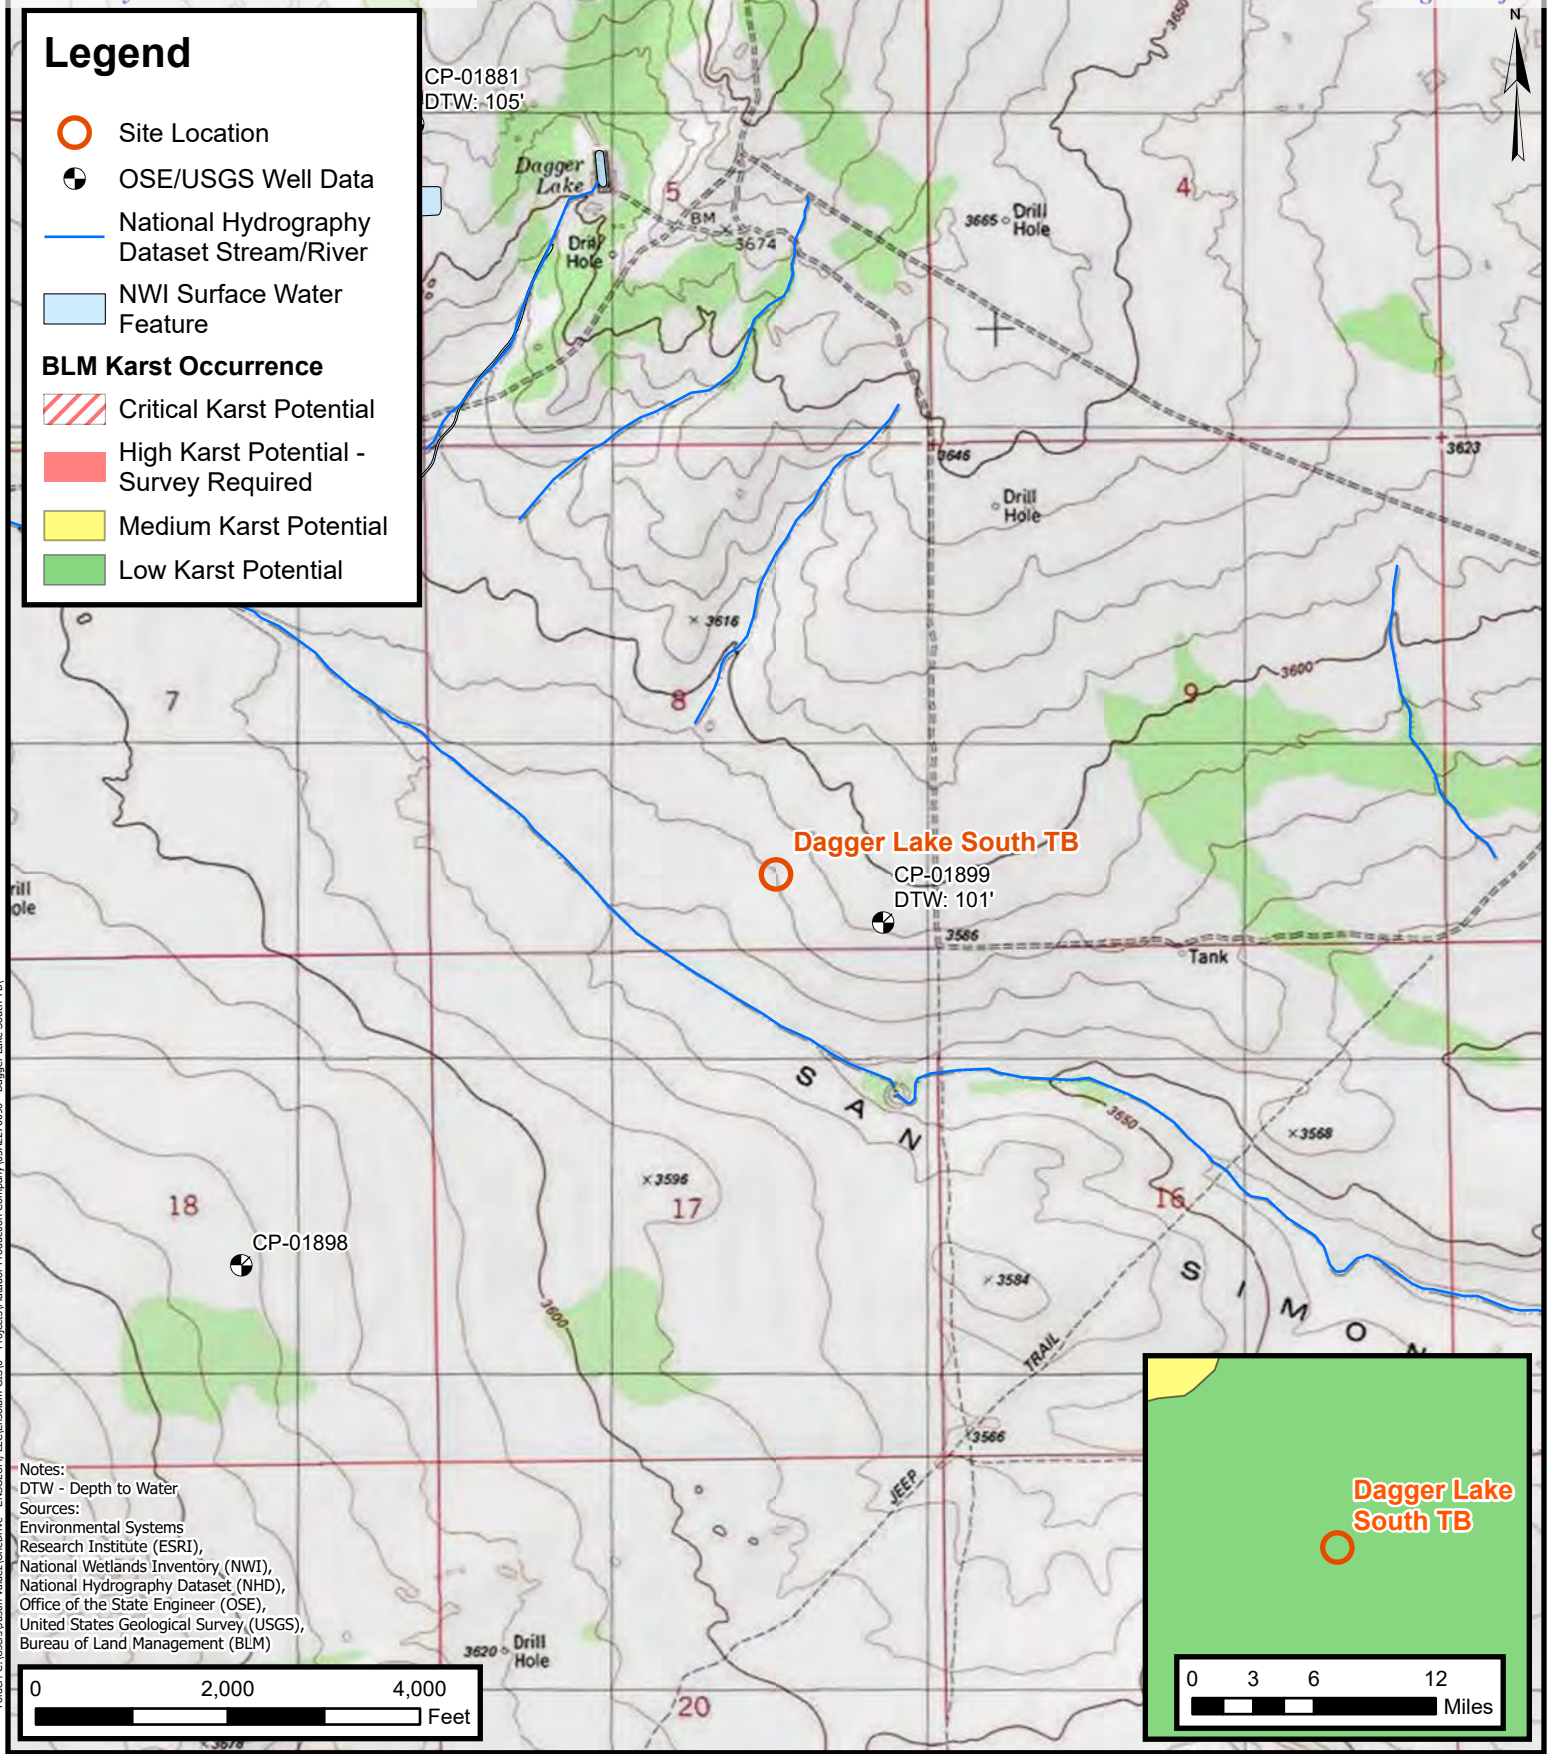 Legend
Site Location
OSE/USGS Well Data
National Hydrography
Dataset Stream/River
NWI Surface Water
Feature
BLM Karst Occurrence
Critical Karst Potential
High Karst Potential -
Survey Required
Medium Karst Potential
Low Karst Potential
N
3650
CP-01881
DTW: 105'
Dagger
Lake
5
4
BM
3674
3665
Drill
Hole
Drill
Hole
3646
3623
Drill
Hole
3616
3600
7
8
9
Dagger Lake South TB
CP-01899
DTW: 101'
3586
Tank
SAN
3550
3568
3596
18
17
16
CP-01898
3584
SIMON
3600
TRAIL
3566
JEEP
Dagger Lake
South TB
0 3 6 12
Miles
Notes:
DTW - Depth to Water
Sources:
Environmental Systems
Research Institute (ESRI),
National Wetlands Inventory (NWI),
National Hydrography Dataset (NHD),
Office of the State Engineer (OSE),
United States Geological Survey (USGS),
Bureau of Land Management (BLM)
3620
Drill
Hole
20
0 2,000 4,000
Feet